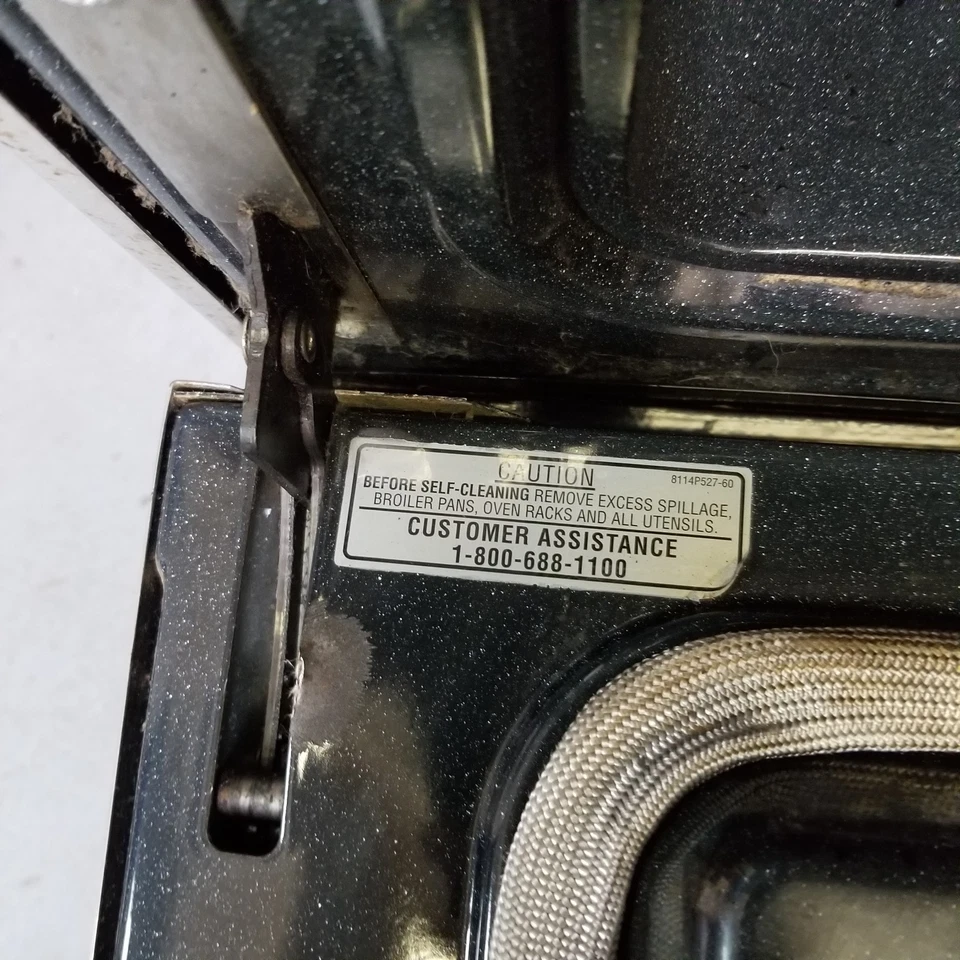 CAUTION
8114P527-60
BEFORE SELF-CLEANING REMOVE EXCESS SPILLAGE,
BROILER PANS, OVEN RACKS AND ALL UTENSILS.
CUSTOMER ASSISTANCE
1-800-688-1100